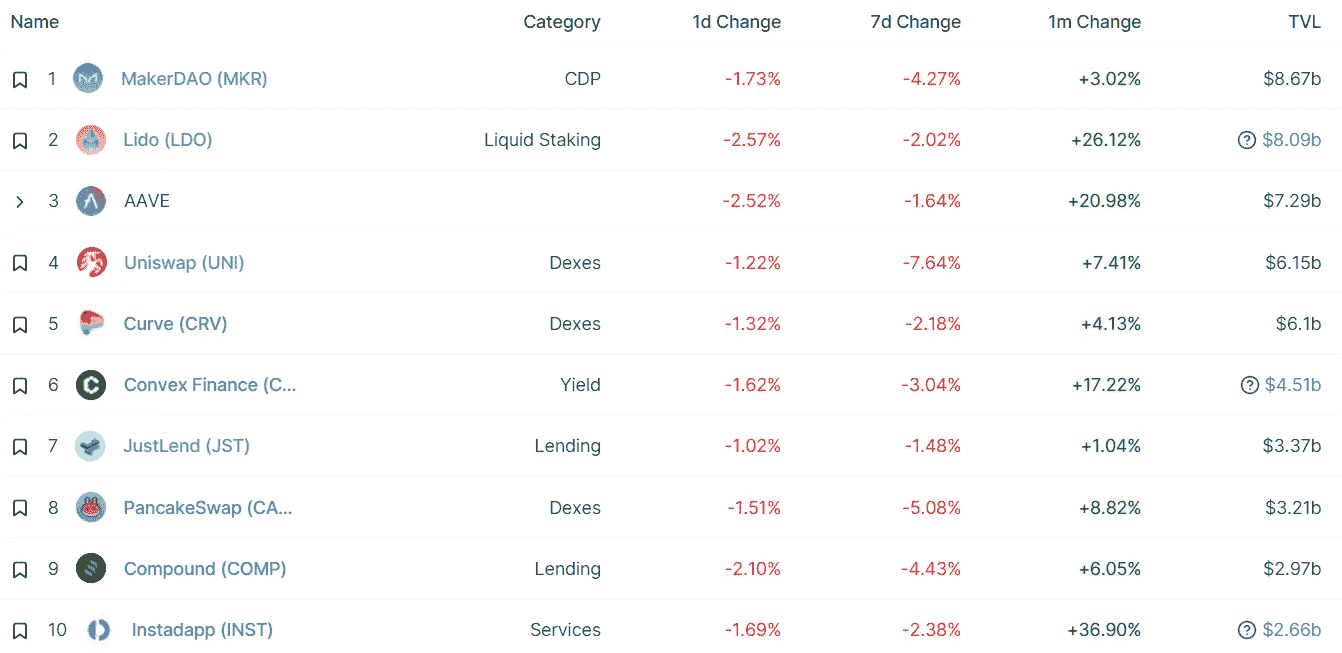 Name Category 1d Change 7d Change 1m Change TVL
1 MakerDAO (MKR) CDP -1.73% -4.27% +3.02% $8.67b
2 Lido (LDO) Liquid Staking -2.57% -2.02% +26.12% ? $8.09b
3 AAVE -2.52% -1.64% +20.98% $7.29b
4 Uniswap (UNI) Dexes -1.22% -7.64% +7.41% $6.15b
5 Curve (CRV) Dexes -1.32% -2.18% +4.13% $6.1b
6 Convex Finance (C... Yield -1.62% -3.04% +17.22% ? $4.51b
7 JustLend (JST) Lending -1.02% -1.48% +1.04% $3.37b
8 PancakeSwap (CA... Dexes -1.51% -5.08% +8.82% $3.21b
9 Compound (COMP) Lending -2.10% -4.43% +6.05% $2.97b
10 Instadapp (INST) Services -1.69% -2.38% +36.90% ? $2.66b